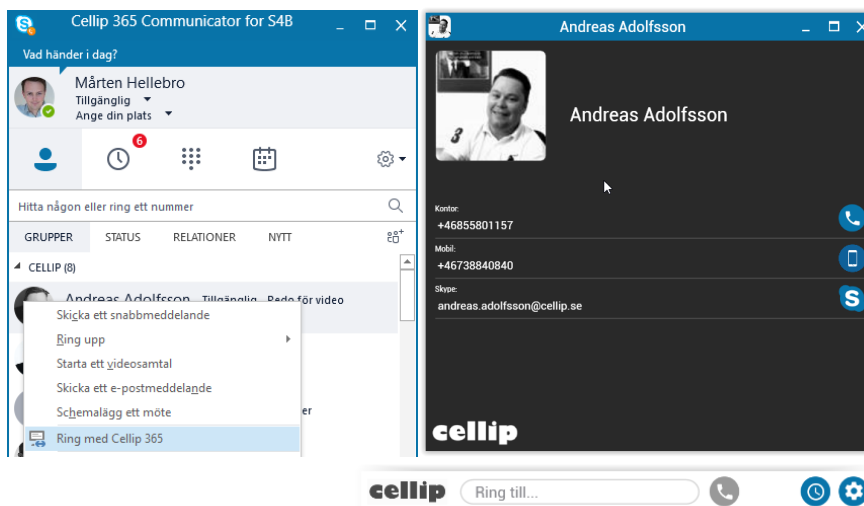 Cellip 365 Communicator for S4B
Vad händer i dag?
Mårten Hellebro
Tillgänglig
Ange din plats
6
Hitta någon eller ring ett nummer
GRUPPER STATUS RELATIONER NYTT
CELLIP (8)
Andreas Adolfsson Tillgänglig Redo för video
Skicka ett snabbmeddelande
Ring upp
Starta ett videosamtal
Skicka ett e-postmeddelande
Schemalägg ett möte
er
Ring med Cellip 365
Andreas Adolfsson
3
Andreas Adolfsson
Kontor:
+46855801157
Mobil:
+46738840840
Skype:
andreas.adolfsson@cellip.se
cellip
cellip Ring till...